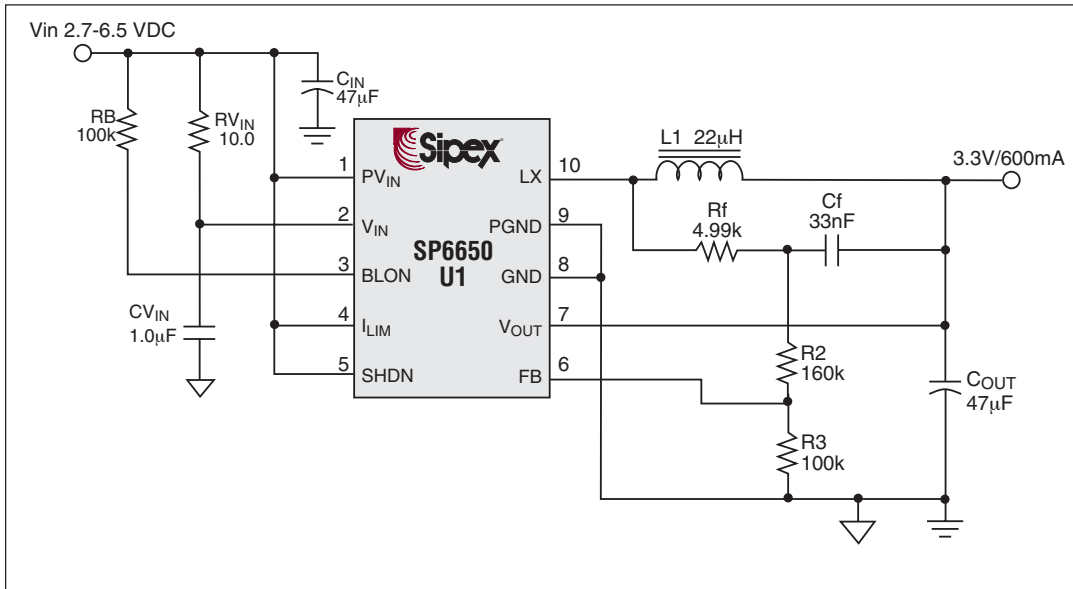 Vin 2.7-6.5 VDC
CIN
47µF
RB
100k
RVIN
10.0
Sipex
L1 22µH
3.3V/600mA
1
PVIN
LX
10
Cf
33nF
Rf
4.99k
2
VIN
PGND
9
SP6650
U1
3
BLON
GND
8
CVIN
1.0µF
4
ILIM
VOUT
7
R2
160k
5
SHDN
FB
6
COUT
47µF
R3
100k